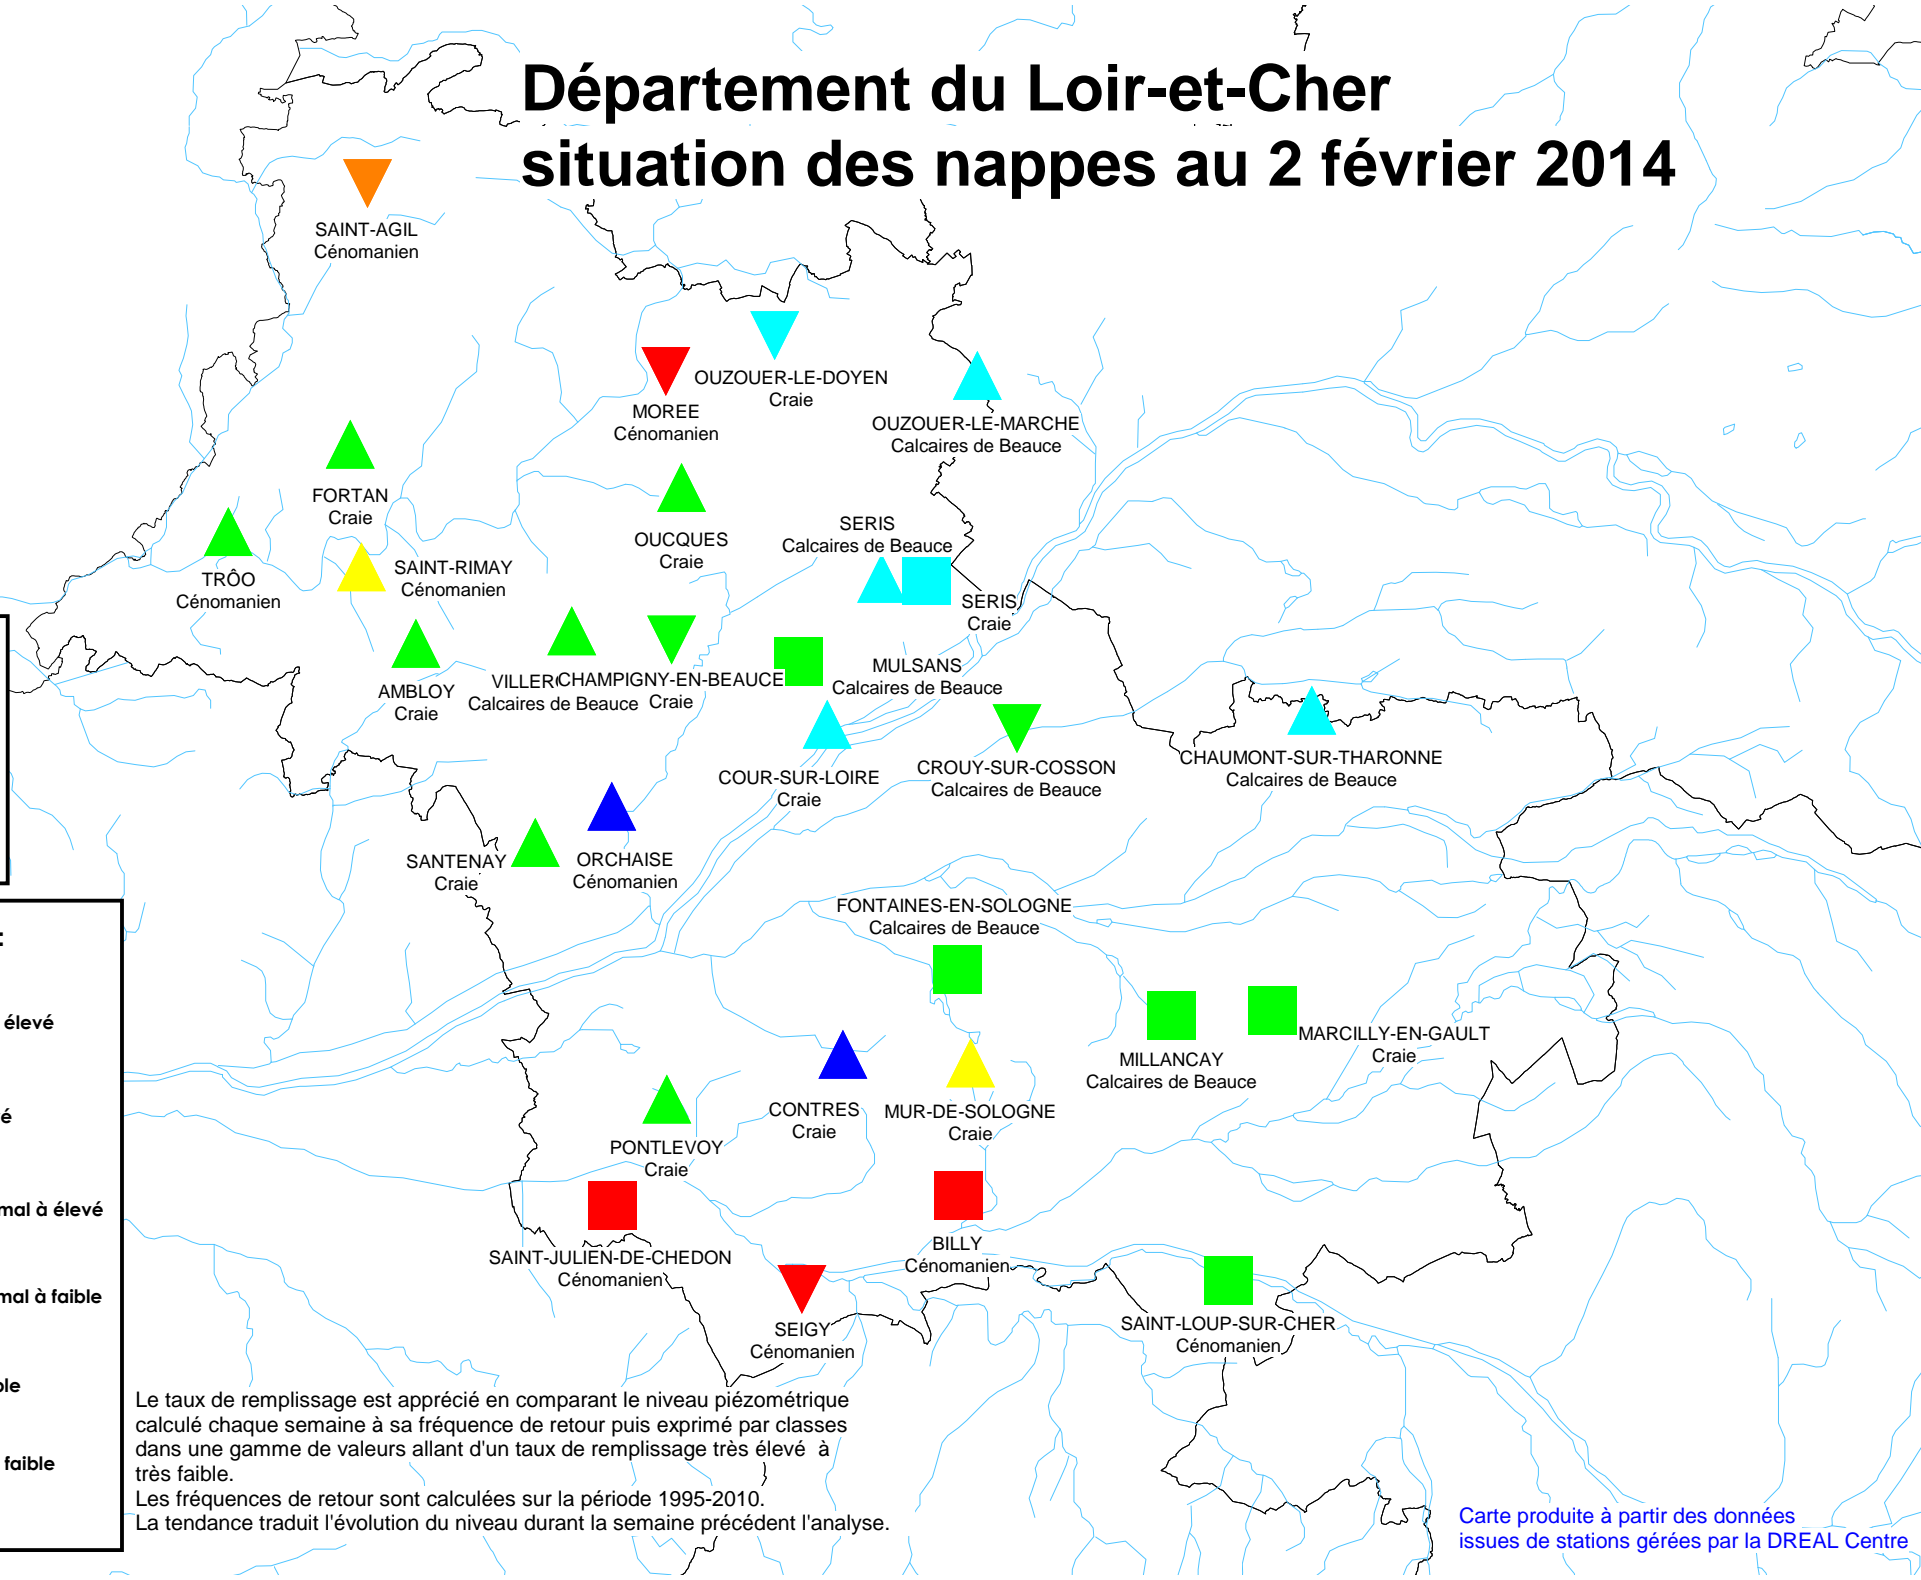 Département du Loir-et-Cher
situation des nappes au 2 février 2014
SAINT-AGIL
Cénomanien
OUZOUER-LE-DOYEN
Craie
MOREE
Cénomanien
OUZOUER-LE-MARCHE
Calcaires de Beauce
FORTAN
Craie
OUCQUES
Craie
SERIS
Calcaires de Beauce
TRÔO
Cénomanien
SAINT-RIMAY
Cénomanien
SERIS
Craie
AMBLOY
Craie
Calcaires de Beauce
CHAMPIGNY-EN-BEAUCE
Craie
MULSANS
Calcaires de Beauce
COUR-SUR-LOIRE
Craie
CROUY-SUR-COSSON
Calcaires de Beauce
CHAUMONT-SUR-THARONNE
Calcaires de Beauce
SANTENAY
Craie
ORCHAISE
Cénomanien
FONTAINES-EN-SOLOGNE
Calcaires de Beauce
MARCILLY-EN-GAULT
Craie
MILLANCAY
Calcaires de Beauce
CONTRES
Craie
MUR-DE-SOLOGNE
Craie
PONTLEVOY
Craie
SAINT-JULIEN-DE-CHEDON
Cénomanien
BILLY
Cénomanien
SEIGY
Cénomanien
SAINT-LOUP-SUR-CHER
Cénomanien
:
élevé
é
mal à élevé
mal à faible
ble
faible
Le taux de remplissage est apprécié en comparant le niveau piézométrique
calculé chaque semaine à sa fréquence de retour puis exprimé par classes
dans une gamme de valeurs allant d'un taux de remplissage très élevé à
très faible.
Les fréquences de retour sont calculées sur la période 1995-2010.
La tendance traduit l'évolution du niveau durant la semaine précédent l'analyse.
Carte produite à partir des données
issues de stations gérées par la DREAL Centre